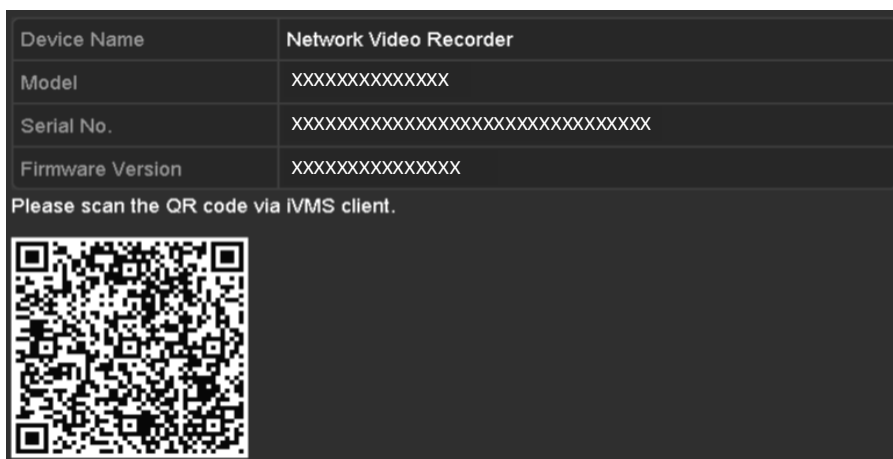 Device Name Network Video Recorder
Model XXXXXXXXXXXXXX
Serial No. XXXXXXXXXXXXXXXXXXXXXXXXXXXXXXXX
Firmware Version XXXXXXXXXXXXXXX
Please scan the QR code via iVMS client.